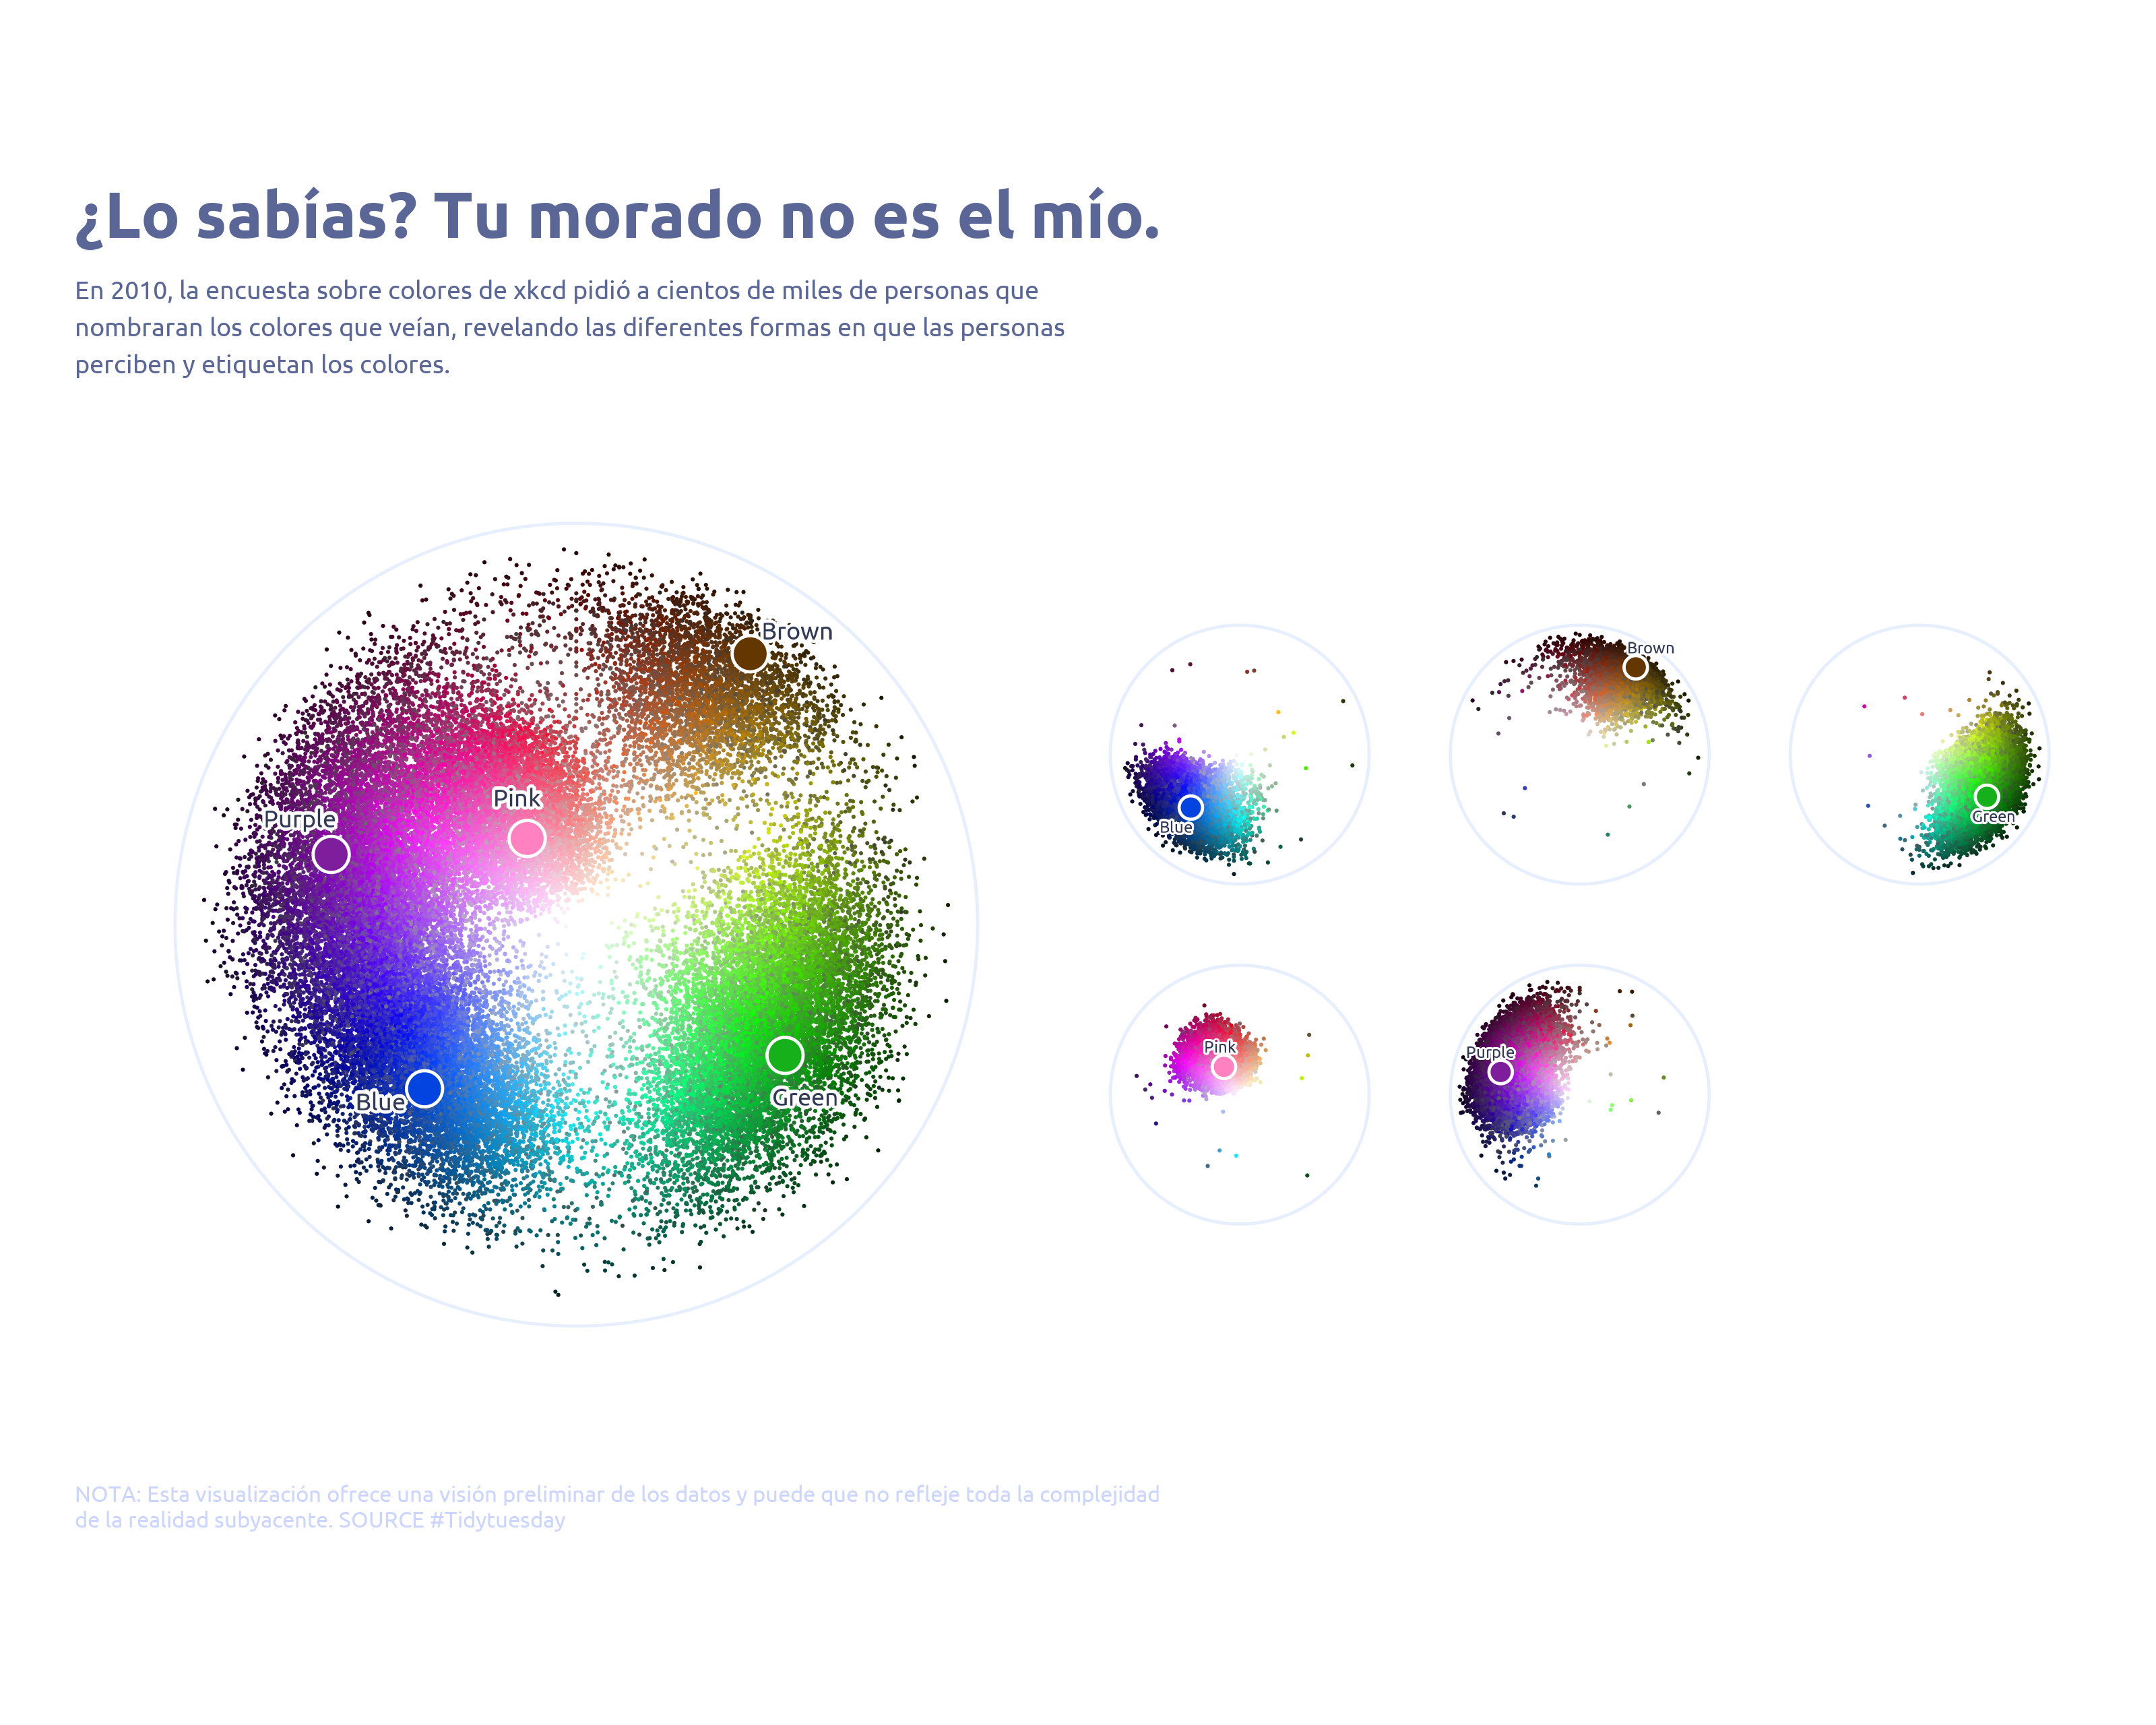 ¿Lo sabías? Tu morado no es el mío.
En 2010, la encuesta sobre colores de xkcd pidió a cientos de miles de personas que
nombraran los colores que veían, revelando las diferentes formas en que las personas
perciben y etiquetan los colores.
Brown
Pink
Purple
Blue
Green
Blue
Brown
Green
Pink
Purple
NOTA: Esta visualización ofrece una visión preliminar de los datos y puede que no refleje toda la complejidad
de la realidad subyacente. SOURCE #Tidytuesday